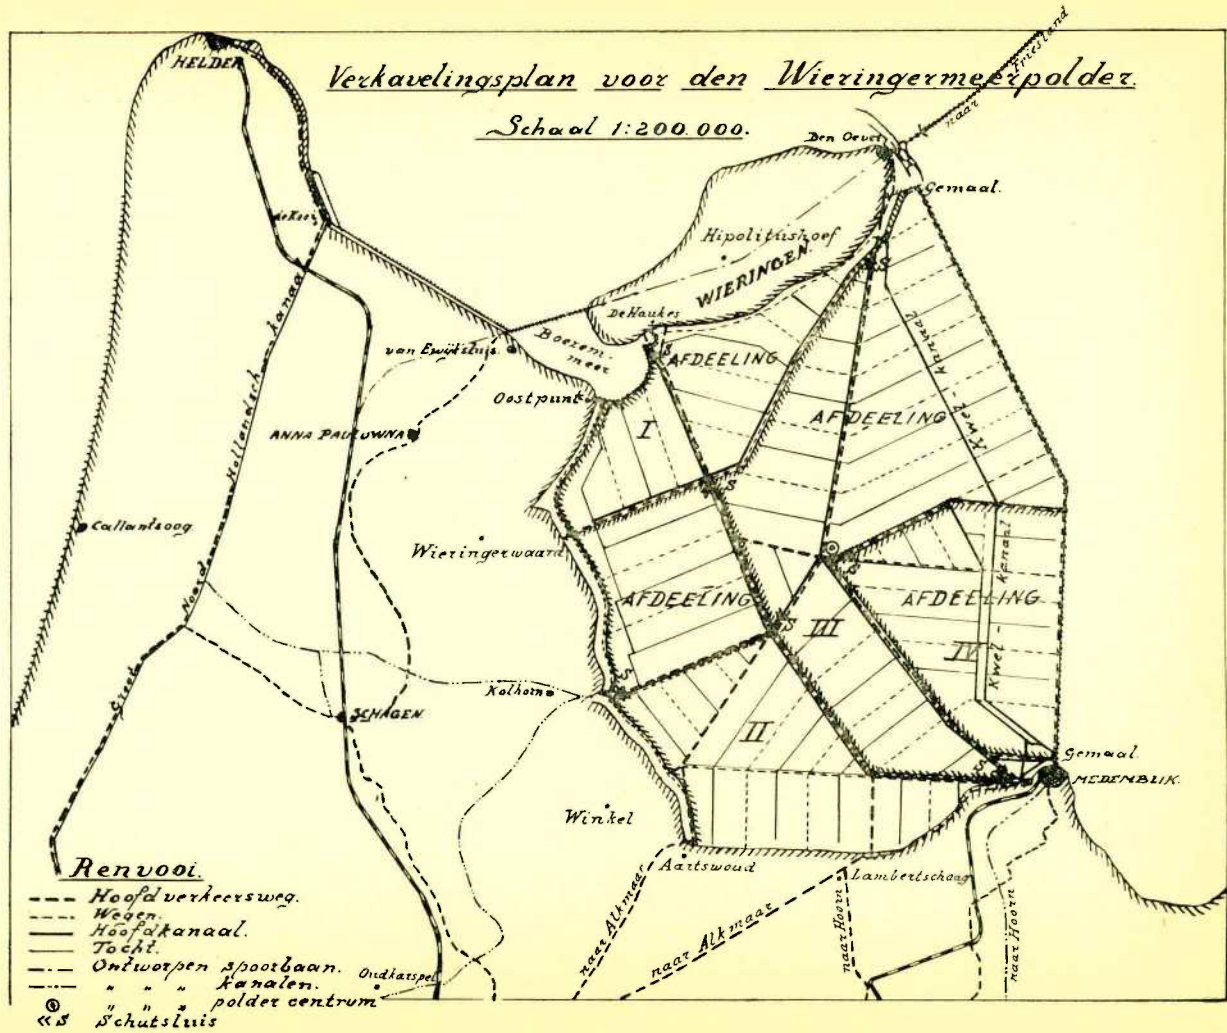 Verkavelingsplan voor den Wieringermeerpolder.
Schaal 1:200.000.
naar Friesland
HELDER
Den Oever
Gemaal.
de Kooi
Hipolitushoef
WIERINGEN.
De Haukes
S
S
van Ewijksluis
Boezem-
meer
AFDEELING
Oostpunt
I
AFDEELING
ANNA PAULOWNA
Kwel - kanaal
Groot Noord Hollandsch kanaal
Callantsoog
S
Wieringerwaard
S
AFDEELING
AFDEELING
Kwel - kanaal
S
III
IV
S
Kolhorn
SCHAGEN.
II
Gemaal.
S
MEDEMBLIK.
Winkel
Aartswoud
Lambertschaag
naar Alkmaar
naar Alkmaar
naar Hoorn
naar Hoorn
Oudkarspel
Renvooi.
Hoofdverkeersweg.
Wegen.
Hoofdkanaal.
Tocht.
Ontworpen spoorbaan.
" " " kanalen.
" " " polder centrum
«S Schutsluis